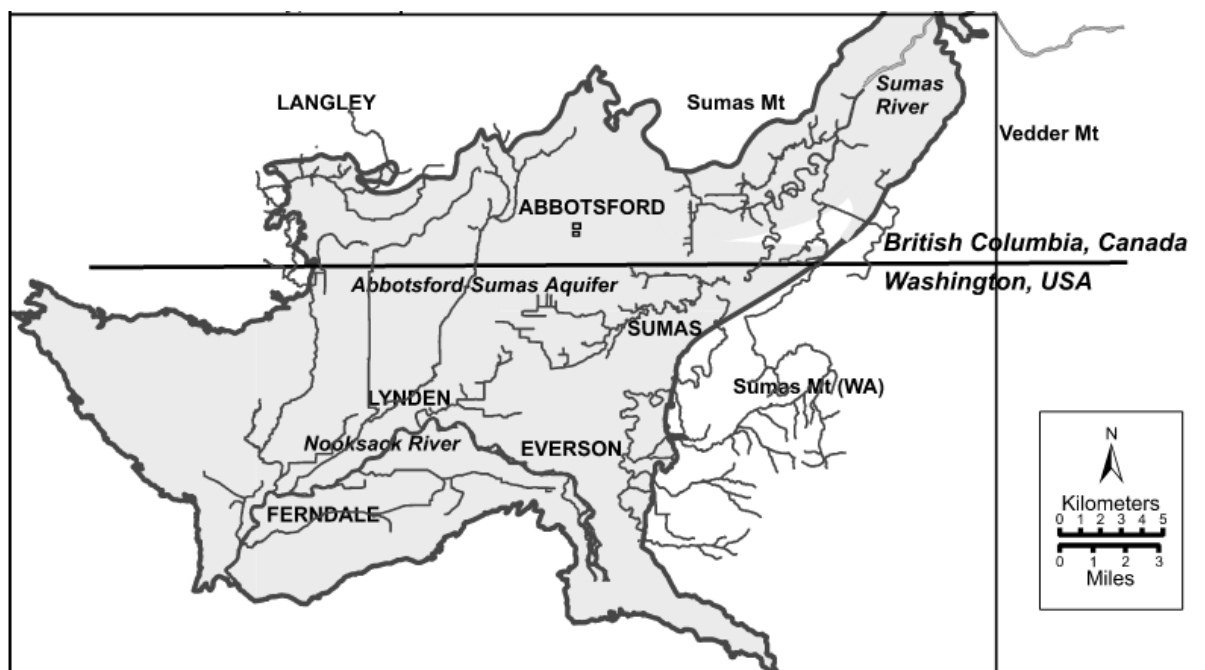 LANGLEY
Sumas Mt
Sumas
River
Vedder Mt
ABBOTSFORD
British Columbia, Canada
Abbotsford-Sumas Aquifer
Washington, USA
SUMAS
Sumas Mt (WA)
LYNDEN
Nooksack River
EVERSON
FERNDALE
N
Kilometers
0 1 2 3 4 5
0 1 2 3
Miles